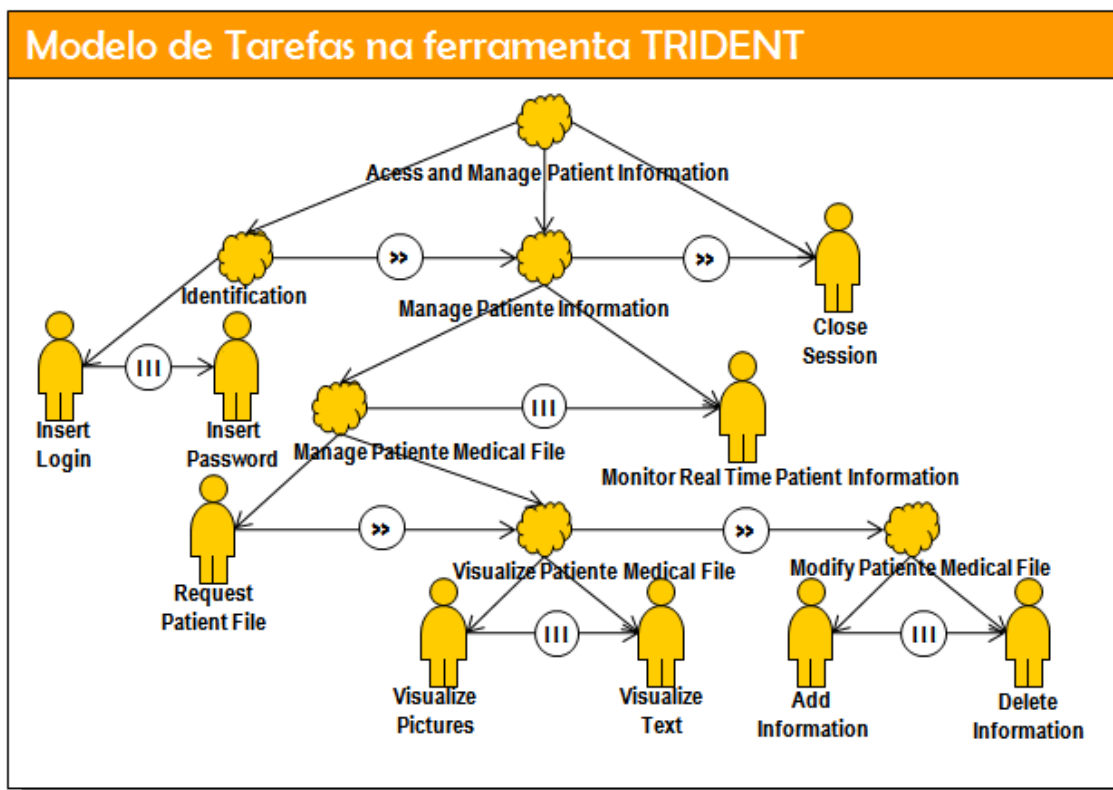 Modelo de Tarefas na ferramenta TRIDENT
Acess and Manage Patient Information
»
»
Identification
Manage Patiente Information
Close
Session
III
III
Insert
Login
Insert
Password
Manage Patiente Medical File
Monitor Real Time Patient Information
»
»
Visualize Patiente Medical File
Modify Patiente Medical File
Request
Patient File
III
III
Visualize
Pictures
Visualize
Text
Add
Information
Delete
Information